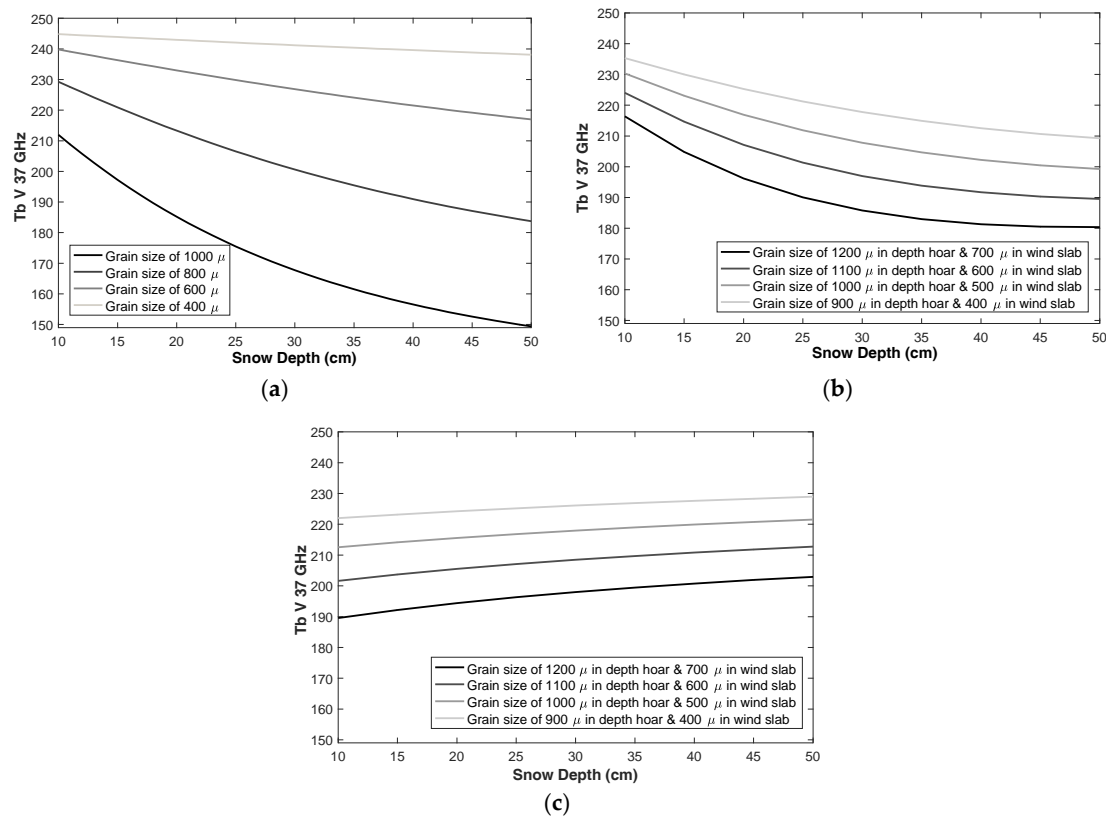 250
240
230
220
210
200
190
180
170
160
150
Tb V 37 GHz
Grain size of 1000 μ
Grain size of 800 μ
Grain size of 600 μ
Grain size of 400 μ
10 15 20 25 30 35 40 45 50
Snow Depth (cm)
(a)
250
240
230
220
210
200
190
180
170
160
150
Tb V 37 GHz
Grain size of 1200 μ in depth hoar & 700 μ in wind slab
Grain size of 1100 μ in depth hoar & 600 μ in wind slab
Grain size of 1000 μ in depth hoar & 500 μ in wind slab
Grain size of 900 μ in depth hoar & 400 μ in wind slab
10 15 20 25 30 35 40 45 50
Snow Depth (cm)
(b)
250
240
230
220
210
200
190
180
170
160
150
Tb V 37 GHz
Grain size of 1200 μ in depth hoar & 700 μ in wind slab
Grain size of 1100 μ in depth hoar & 600 μ in wind slab
Grain size of 1000 μ in depth hoar & 500 μ in wind slab
Grain size of 900 μ in depth hoar & 400 μ in wind slab
10 15 20 25 30 35 40 45 50
Snow Depth (cm)
(c)